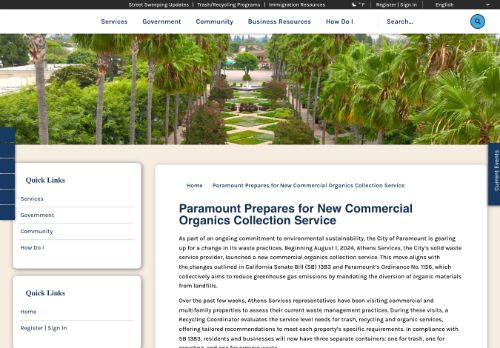 Street Sweeping Updates | Trash/Recycling Programs | Immigration Resources
° F
Register | Sign In
English
Services
Government
Community
Business Resources
How Do I
Search...
Current Events
Quick Links
Services
Government
Community
How Do I
Quick Links
Home
Register | Sign In
Home
Paramount Prepares for New Commercial Organics Collection Service
Paramount Prepares for New Commercial
Organics Collection Service
As part of an ongoing commitment to environmental sustainability, the City of Paramount is gearing
up for a change in its waste practices. Beginning August 1, 2024, Athens Services, the City's solid waste
service provider, launched a new commercial organics collection service. This move aligns with
the changes outlined in California Senate Bill (SB) 1383 and Paramount's Ordinance No. 1156, which
collectively aims to reduce greenhouse gas emissions by mandating the diversion of organic materials
from landfills.
Over the past few weeks, Athens Services representatives have been visiting commercial and
multifamily properties to assess their current waste management practices. During these visits, a
Recycling Coordinator evaluates the service level needs for trash, recycling and organic services,
offering tailored recommendations to meet each property's specific requirements. In compliance with
SB 1383, residents and businesses will now have three separate containers: one for trash, one for
recycling, and one for organic waste.